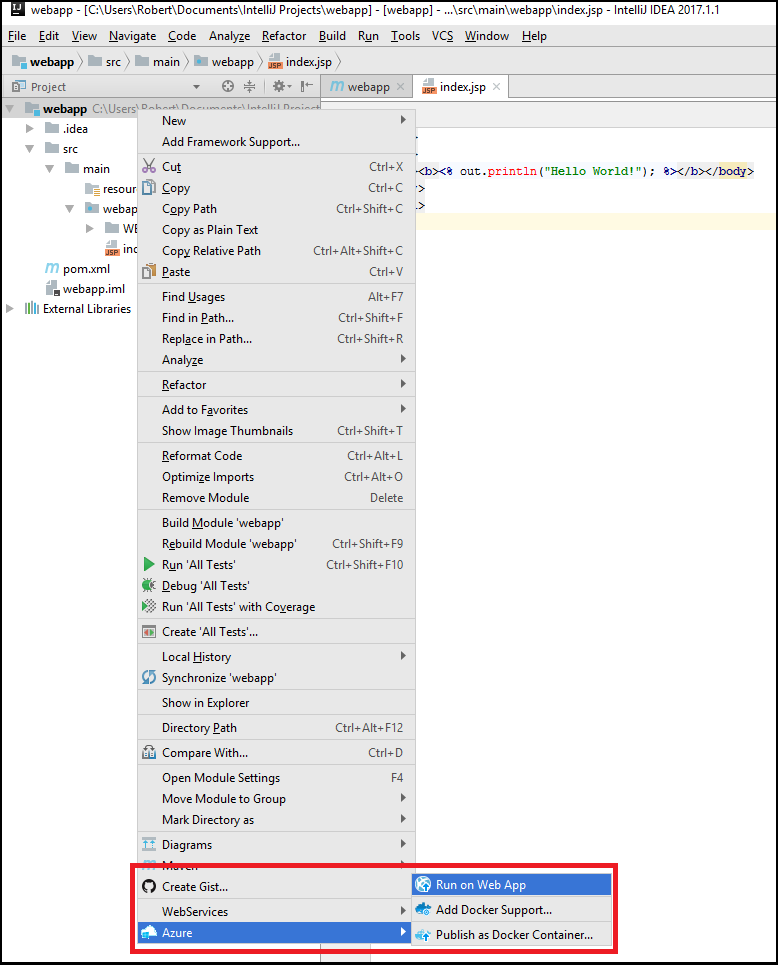 webapp - [C:\Users\Robert\Documents\IntelliJ Projects\webapp] - [webapp] - ...\src\main\webapp\index.jsp - IntelliJ IDEA 2017.1.1
File Edit View Navigate Code Analyze Refactor Build Run Tools VCS Window Help
webapp src main webapp index.jsp
Project
webapp index.jsp
webapp C:\Users\Robert\Documents\IntelliJ Project
.idea
src
main
resour
webap
WE
ind
pom.xml
webapp.iml
External Libraries
<b><% out.println("Hello World!"); %></b></body>
>
>
New
Add Framework Support...
Cut Ctrl+X
Copy Ctrl+C
Copy Path Ctrl+Shift+C
Copy as Plain Text
Copy Relative Path Ctrl+Alt+Shift+C
Paste Ctrl+V
Find Usages Alt+F7
Find in Path... Ctrl+Shift+F
Replace in Path... Ctrl+Shift+R
Analyze
Refactor
Add to Favorites
Show Image Thumbnails Ctrl+Shift+T
Reformat Code Ctrl+Alt+L
Optimize Imports Ctrl+Alt+O
Remove Module Delete
Build Module 'webapp'
Rebuild Module 'webapp' Ctrl+Shift+F9
Run 'All Tests' Ctrl+Shift+F10
Debug 'All Tests'
Run 'All Tests' with Coverage
Create 'All Tests'...
Local History
Synchronize 'webapp'
Show in Explorer
Directory Path Ctrl+Alt+F12
Compare With... Ctrl+D
Open Module Settings F4
Move Module to Group
Mark Directory as
Diagrams
Maven
Create Gist...
WebServices
Azure
Run on Web App
Add Docker Support...
Publish as Docker Container...